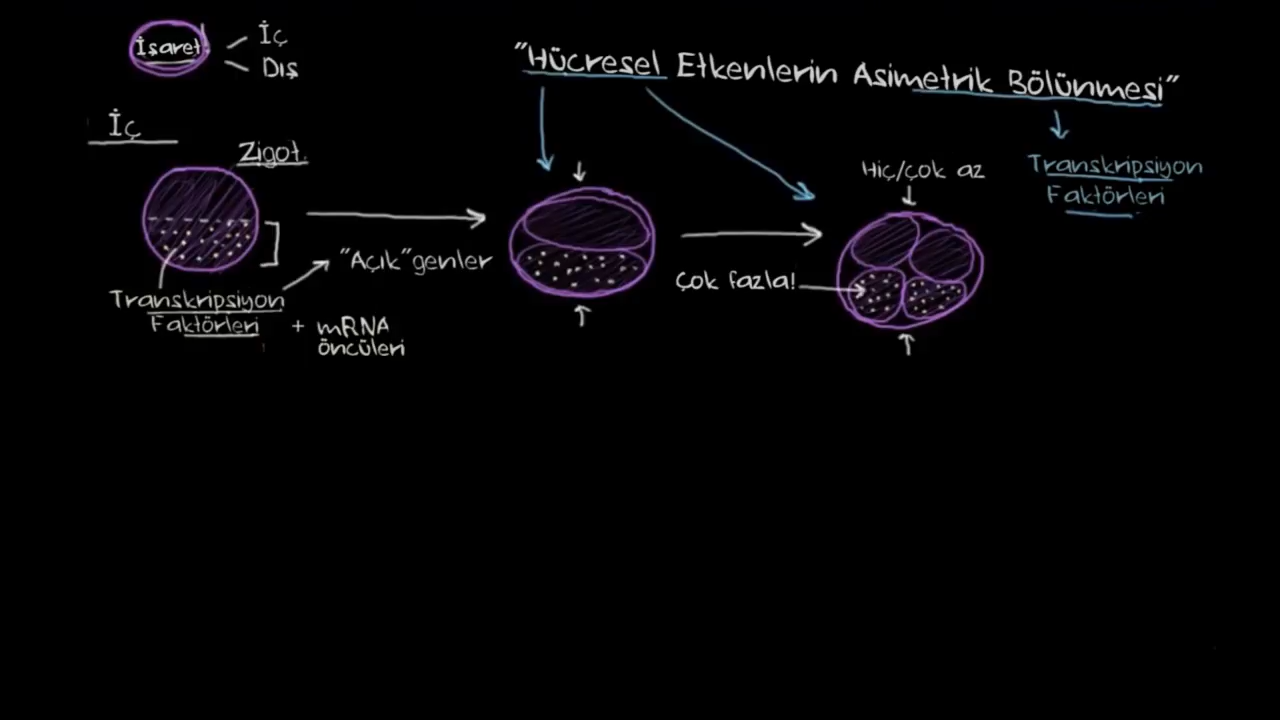 İşaret
İç
Dış
"Hücresel Etkenlerin Asimetrik Bölünmesi"
İç
Zigot
Transkripsiyon
Faktörleri
+ mRNA
öncüleri
"Açık" genler
Hiç/çok az
Çok fazla!
Transkripsiyon
Faktörleri